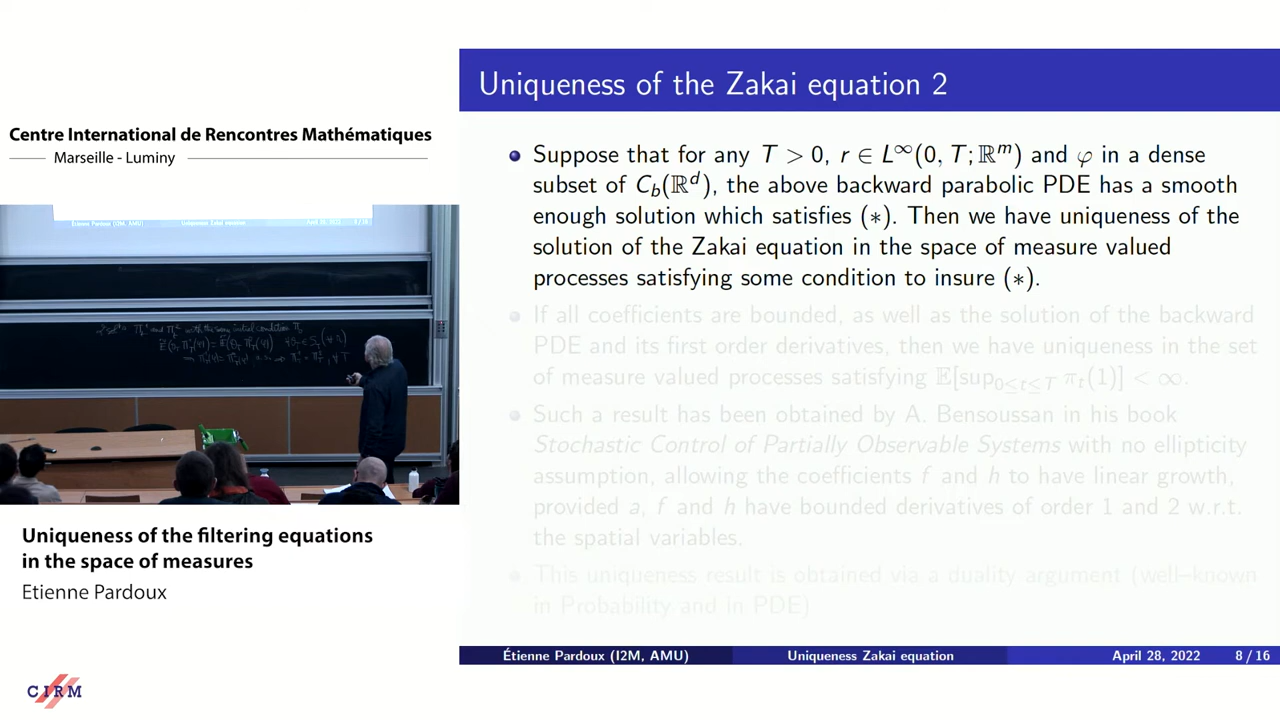 Centre International de Rencontres Mathématiques
Marseille - Luminy
Étienne Pardoux (I2M, AMU)
Uniqueness Zakai equation
Uniqueness of the filtering equations
in the space of measures
Etienne Pardoux
CIRM
Uniqueness of the Zakai equation 2
Suppose that for any T > 0, r ∈ L^∞(0, T; ℝ^m) and φ in a dense
subset of C_b(ℝ^d), the above backward parabolic PDE has a smooth
enough solution which satisfies (∗). Then we have uniqueness of the
solution of the Zakai equation in the space of measure valued
processes satisfying some condition to insure (∗).
If all coefficients are bounded, as well as the solution of the backward
PDE and its first order derivatives, then we have uniqueness in the set
of measure valued processes satisfying 𝔼[sup_{0≤t≤T} π_t(1)] < ∞.
Such a result has been obtained by A. Bensoussan in his book
Stochastic Control of Partially Observable Systems with no ellipticity
assumption, allowing the coefficients f and h to have linear growth,
provided a, f and h have bounded derivatives of order 1 and 2 w.r.t.
the spatial variables.
This uniqueness result is obtained via a duality argument (well–known
in Probability and in PDE)
Étienne Pardoux (I2M, AMU)
Uniqueness Zakai equation
April 28, 2022
8 / 16